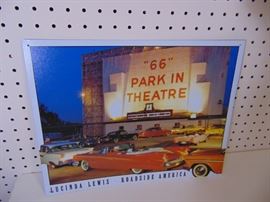 "66"
PARK IN
THEATRE
LUCINDA LEWIS ROADSIDE AMERICA